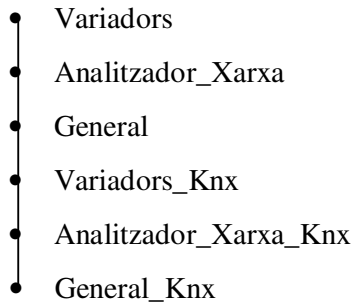 Variadors
Analitzador_Xarxa
General
Variadors_Knx
Analitzador_Xarxa_Knx
General_Knx